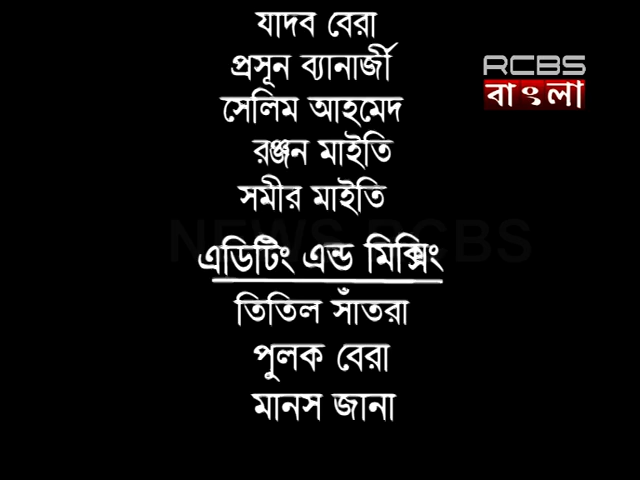 যাদব বেরা
প্রসূন ব্যানার্জী
RCBS
বাংলা
সেলিম আহমেদ
রঞ্জন মাইতি
সমীর মাইতি
NEWS RCBS
এডিটিং এন্ড মিক্সিং
তিতিল সাঁতরা
পুলক বেরা
মানস জানা